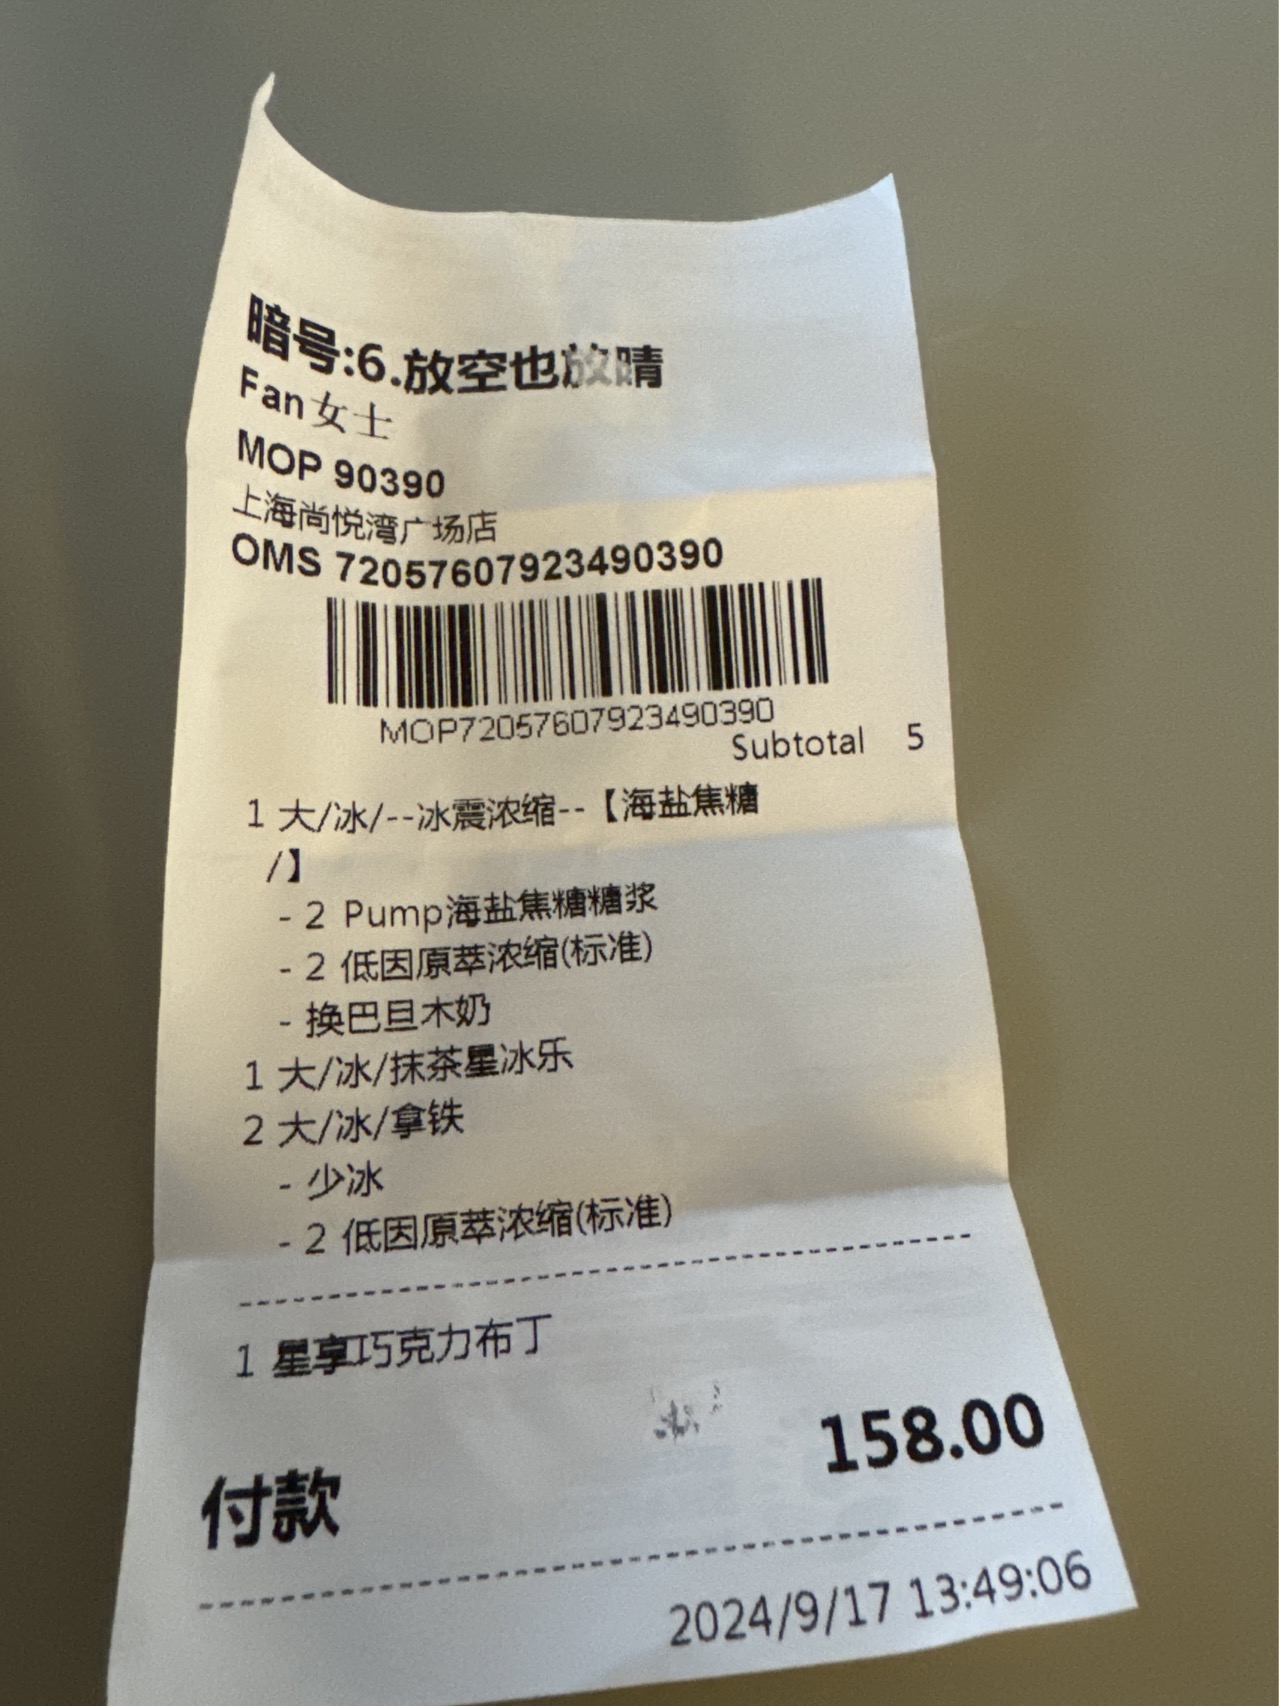 暗号:6.放空也放晴
Fan女士
MOP 90390
上海尚悦湾广场店
OMS 72057607923490390
MOP72057607923490390
Subtotal 5
1 大/冰/--冰震浓缩--【海盐焦糖
/】
- 2 Pump海盐焦糖糖浆
- 2 低因原萃浓缩(标准)
- 换巴旦木奶
1 大/冰/抹茶星冰乐
2 大/冰/拿铁
- 少冰
- 2 低因原萃浓缩(标准)
1 星享巧克力布丁
158.00
付款
2024/9/17 13:49:06